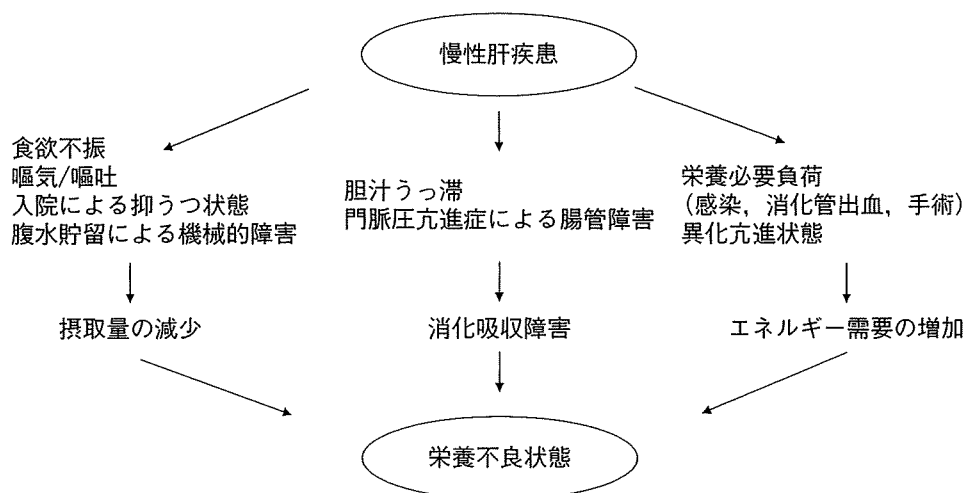 慢性肝疾患
食欲不振
嘔気/嘔吐
入院による抑うつ状態
腹水貯留による機械的障害
胆汁うっ滞
門脈圧亢進症による腸管障害
栄養必要負荷
(感染，消化管出血，手術)
異化亢進状態
摂取量の減少
消化吸収障害
エネルギー需要の増加
栄養不良状態